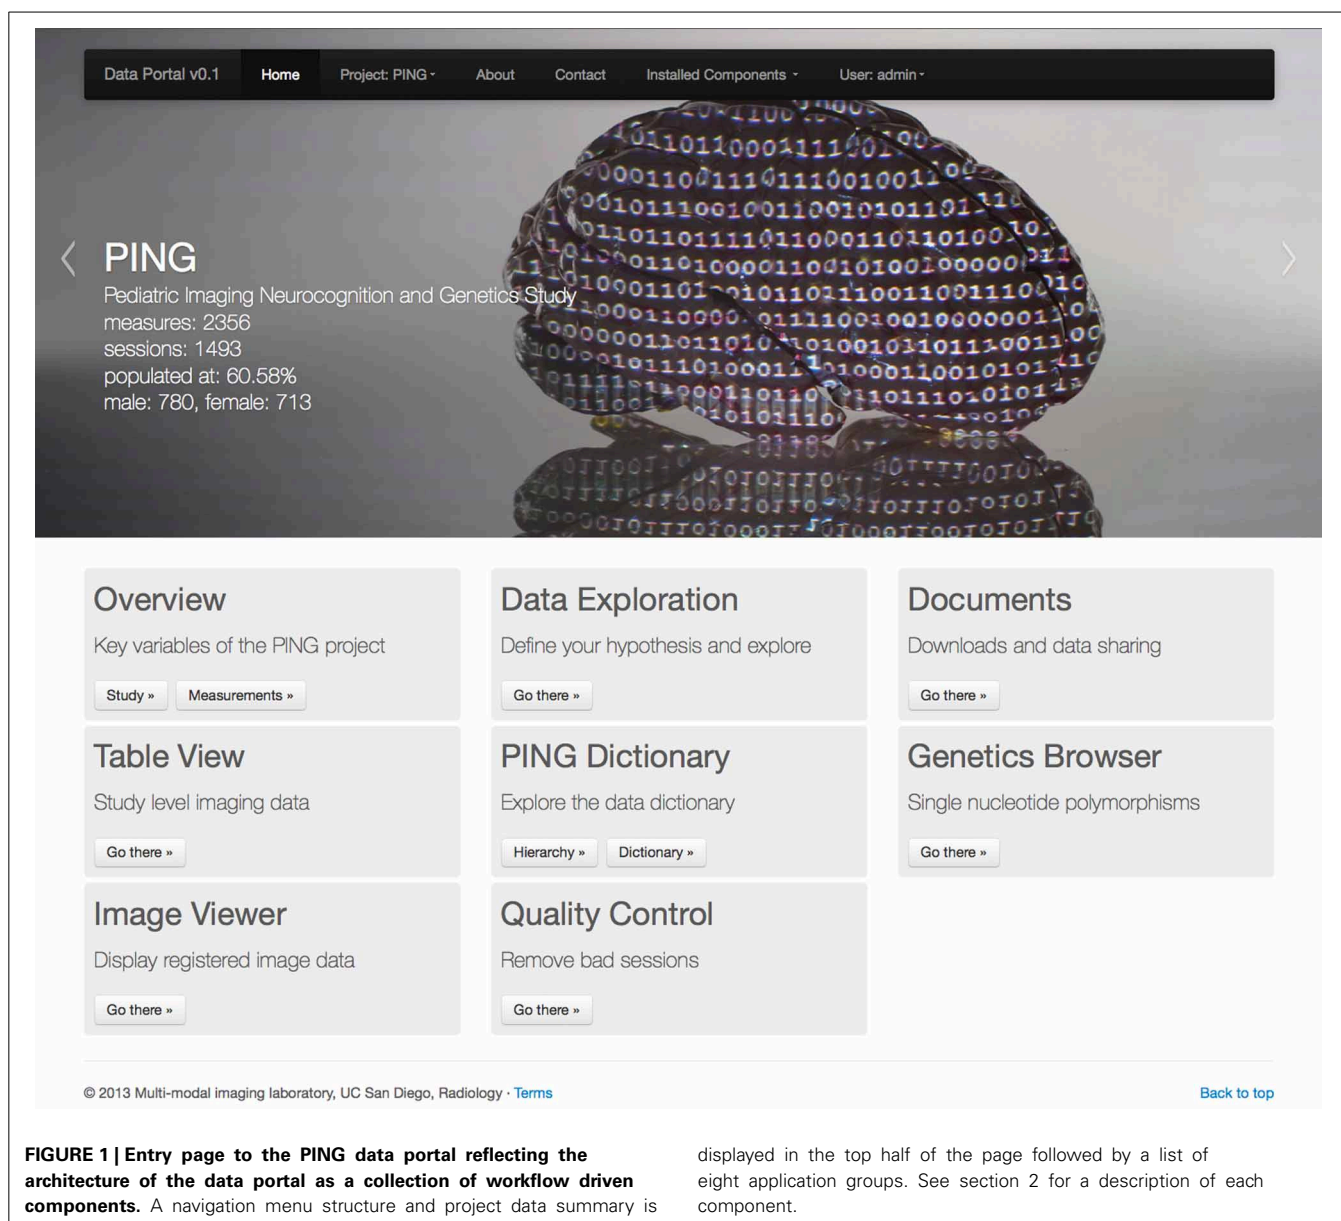 Data Portal v0.1 Home Project: PING About Contact Installed Components User: admin
PING
Pediatric Imaging Neurocognition and Genetics Study
measures: 2356
sessions: 1493
populated at: 60.58%
male: 780, female: 713
Overview
Key variables of the PING project
Study »
Measurements »
Data Exploration
Define your hypothesis and explore
Go there »
Documents
Downloads and data sharing
Go there »
Table View
Study level imaging data
Go there »
PING Dictionary
Explore the data dictionary
Hierarchy »
Dictionary »
Genetics Browser
Single nucleotide polymorphisms
Go there »
Image Viewer
Display registered image data
Go there »
Quality Control
Remove bad sessions
Go there »
© 2013 Multi-modal imaging laboratory, UC San Diego, Radiology · Terms
Back to top
FIGURE 1 | Entry page to the PING data portal reflecting the
architecture of the data portal as a collection of workflow driven
components. A navigation menu structure and project data summary is
displayed in the top half of the page followed by a list of
eight application groups. See section 2 for a description of each
component.